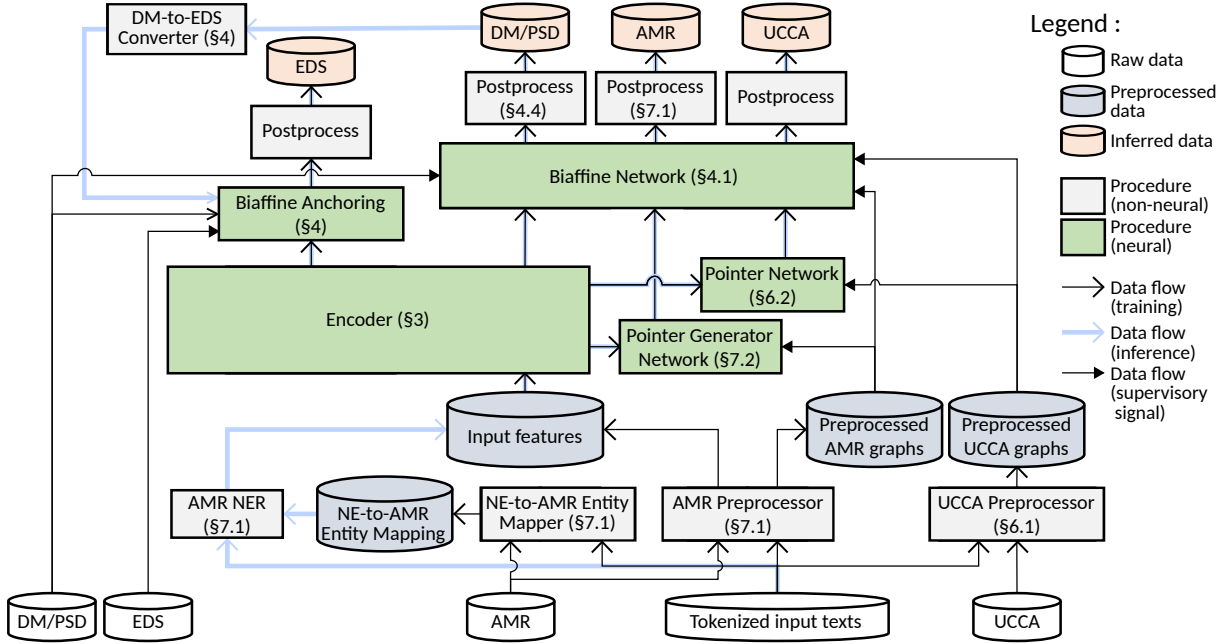 DM-to-EDS
Converter (§4)
DM/PSD
AMR
UCCA
EDS
Postprocess
(§4.4)
Postprocess
(§7.1)
Postprocess
Postprocess
Biaffine Network (§4.1)
Biaffine Anchoring
(§4)
Encoder (§3)
Pointer Network
(§6.2)
Pointer Generator
Network (§7.2)
Input features
Preprocessed
AMR graphs
Preprocessed
UCCA graphs
AMR NER
(§7.1)
NE-to-AMR
Entity Mapping
NE-to-AMR Entity
Mapper (§7.1)
AMR Preprocessor
(§7.1)
UCCA Preprocessor
(§6.1)
DM/PSD
EDS
AMR
Tokenized input texts
UCCA
Legend :
Raw data
Preprocessed
data
Inferred data
Procedure
(non-neural)
Procedure
(neural)
Data flow
(training)
Data flow
(inference)
Data flow
(supervisory
signal)